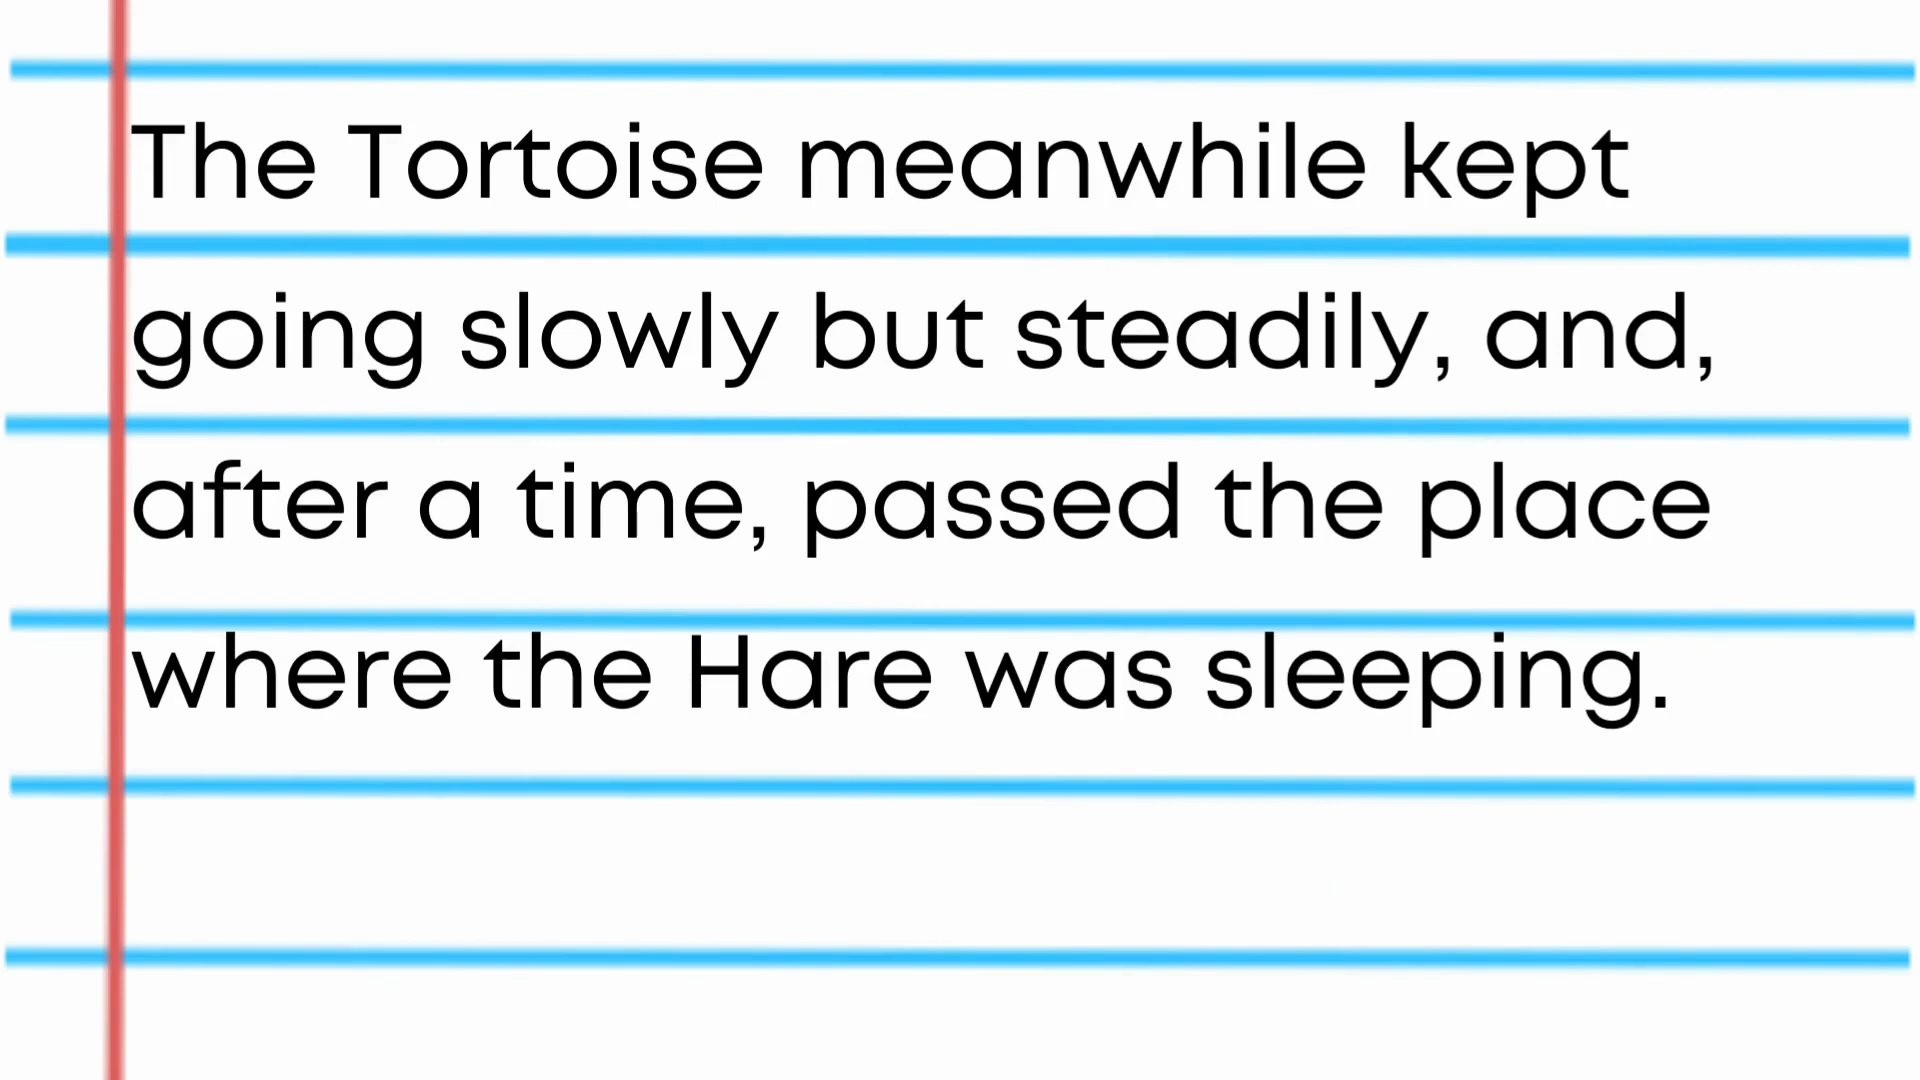 The Tortoise meanwhile kept
going slowly but steadily, and,
after a time, passed the place
where the Hare was sleeping.